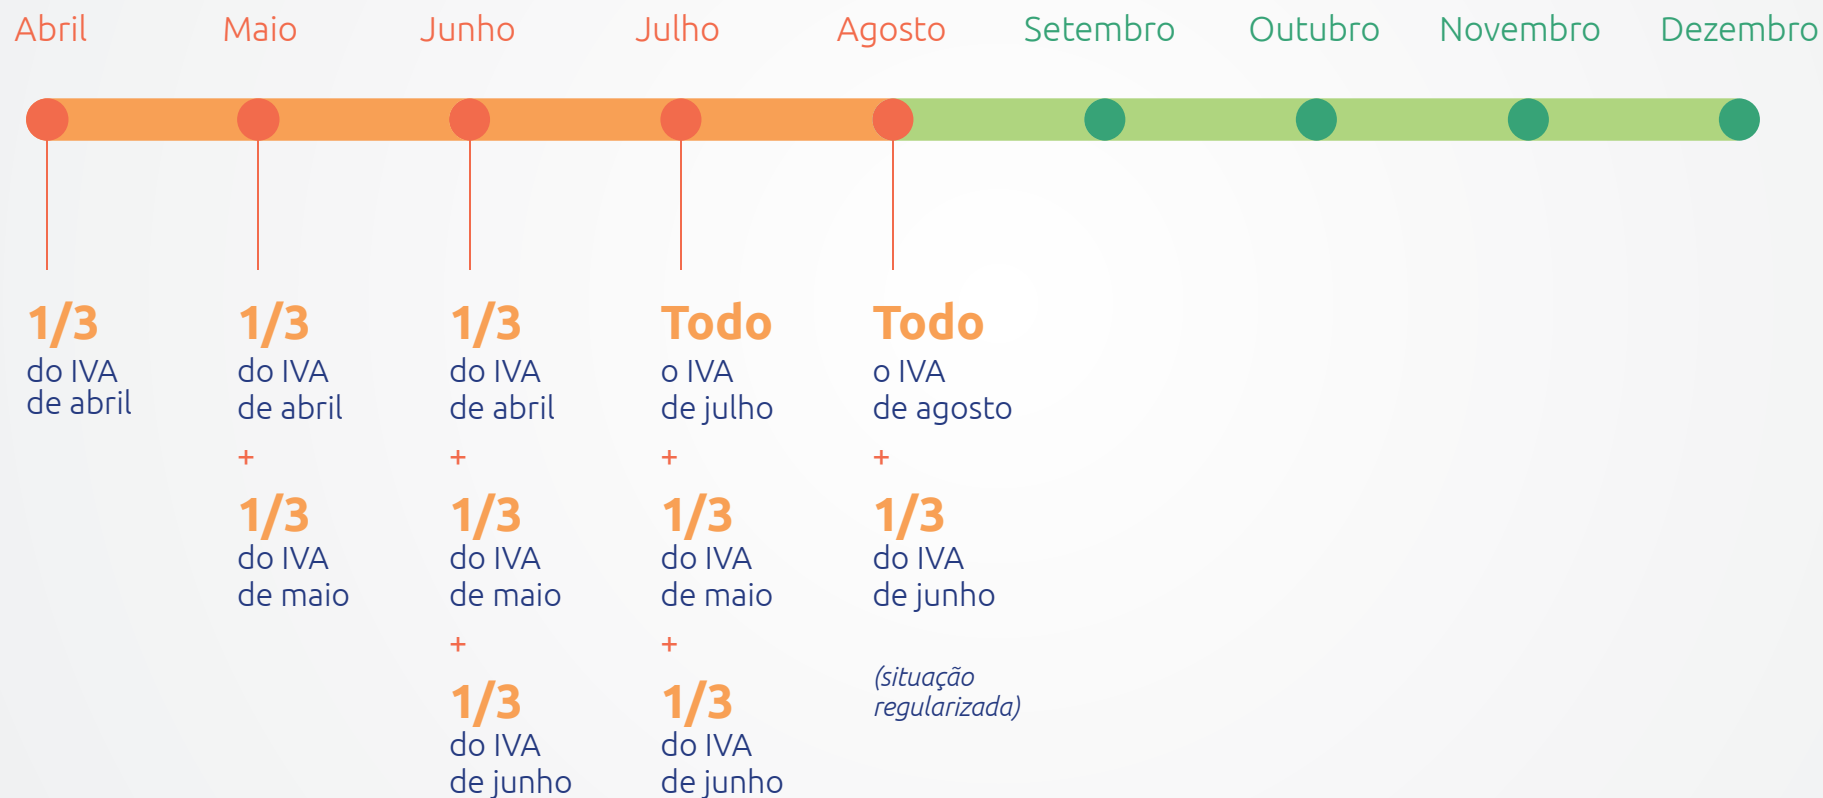 Abril
Maio
Junho
Julho
Agosto
Setembro
Outubro
Novembro
Dezembro
1/3
do IVA
de abril
1/3
do IVA
de abril
+
1/3
do IVA
de maio
1/3
do IVA
de abril
+
1/3
do IVA
de maio
+
1/3
do IVA
de junho
Todo
o IVA
de julho
+
1/3
do IVA
de maio
+
1/3
do IVA
de junho
Todo
o IVA
de agosto
+
1/3
do IVA
de junho
(situação
regularizada)